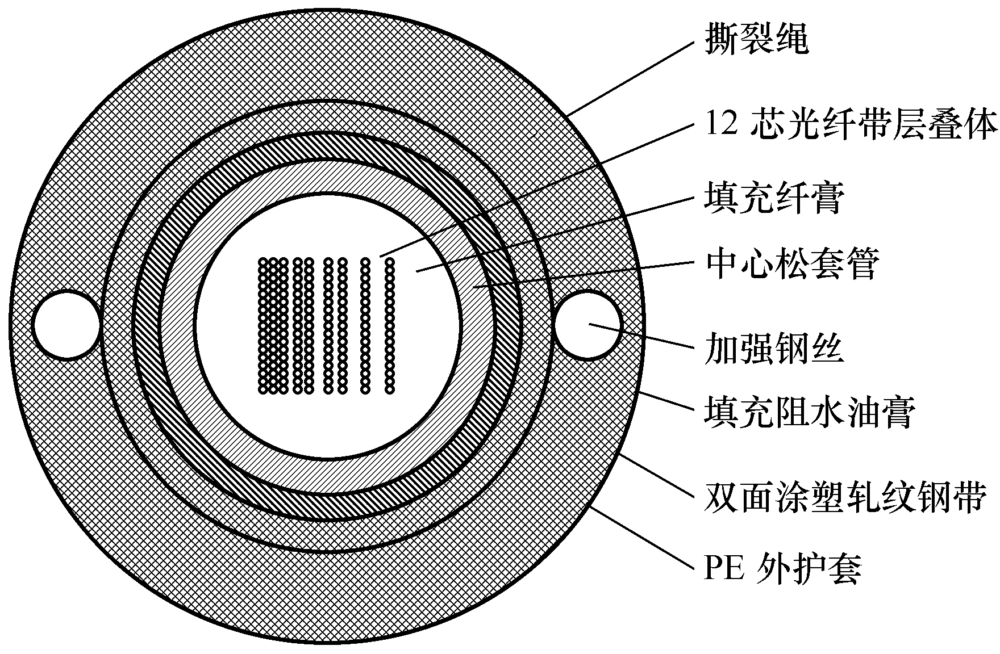 撕裂绳
12 芯光纤带层叠体
填充纤膏
中心松套管
加强钢丝
填充阻水油膏
双面涂塑轧纹钢带
PE 外护套